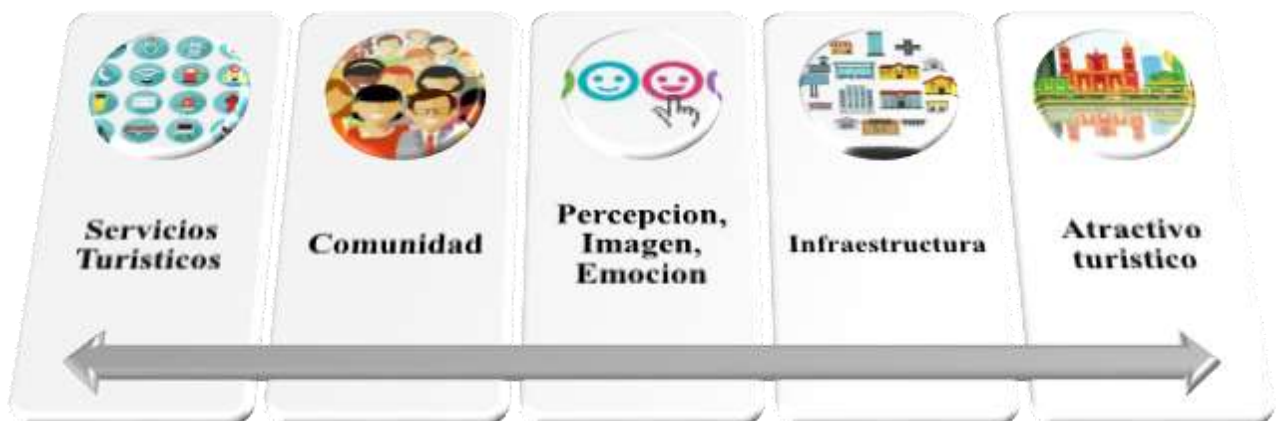 Servicios
Turisticos
Comunidad
Percepcion,
Imagen,
Emocion
Infraestructura
Atractivo
turistico